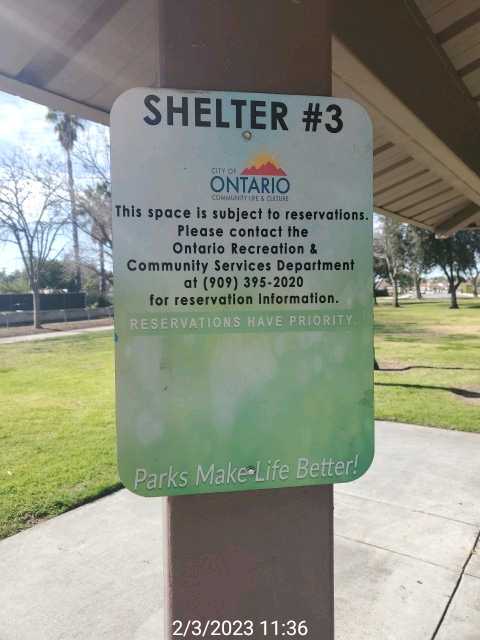 SHELTER #3
CITY OF
ONTARIO
COMMUNITY LIFE & CULTURE
This space is subject to reservations.
Please contact the
Ontario Recreation &
Community Services Department
at (909) 395-2020
for reservation information.
RESERVATIONS HAVE PRIORITY.
Parks Make Life Better!
2/3/2023 11:36